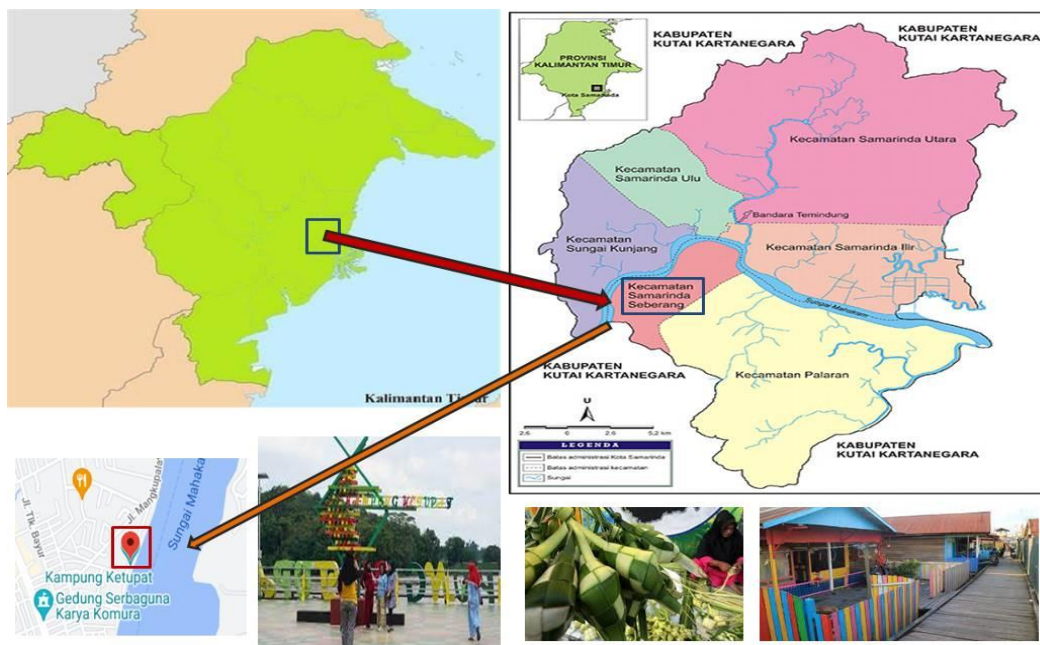 Kalimantan Timur
KABUPATEN
KUTAI KARTANEGARA
KABUPATEN
KUTAI KARTANEGARA
PROVINSI
KALIMANTAN TIMUR
Kota Samarinda
Kecamatan Samarinda Utara
Kecamatan
Samarinda Ulu
Bandara Temindung
Kecamatan
Sungai Kunjang
Kecamatan Samarinda Ilir
Kecamatan
Samarinda
Seberang
Sungai Mahakam
KABUPATEN
KUTAI KARTANEGARA
Kecamatan Palaran
U
2,6 0 2,6 5,2 km
KABUPATEN
KUTAI KARTANEGARA
LEGENDA
Batas administrasi Kota Samarinda
Batas administrasi kecamatan
Sungai
Jl. Mangkupalas
Sungai Mahakam
Jl. Tlk. Bayur
Kampung Ketupat
Gedung Serbaguna
Karya Komura